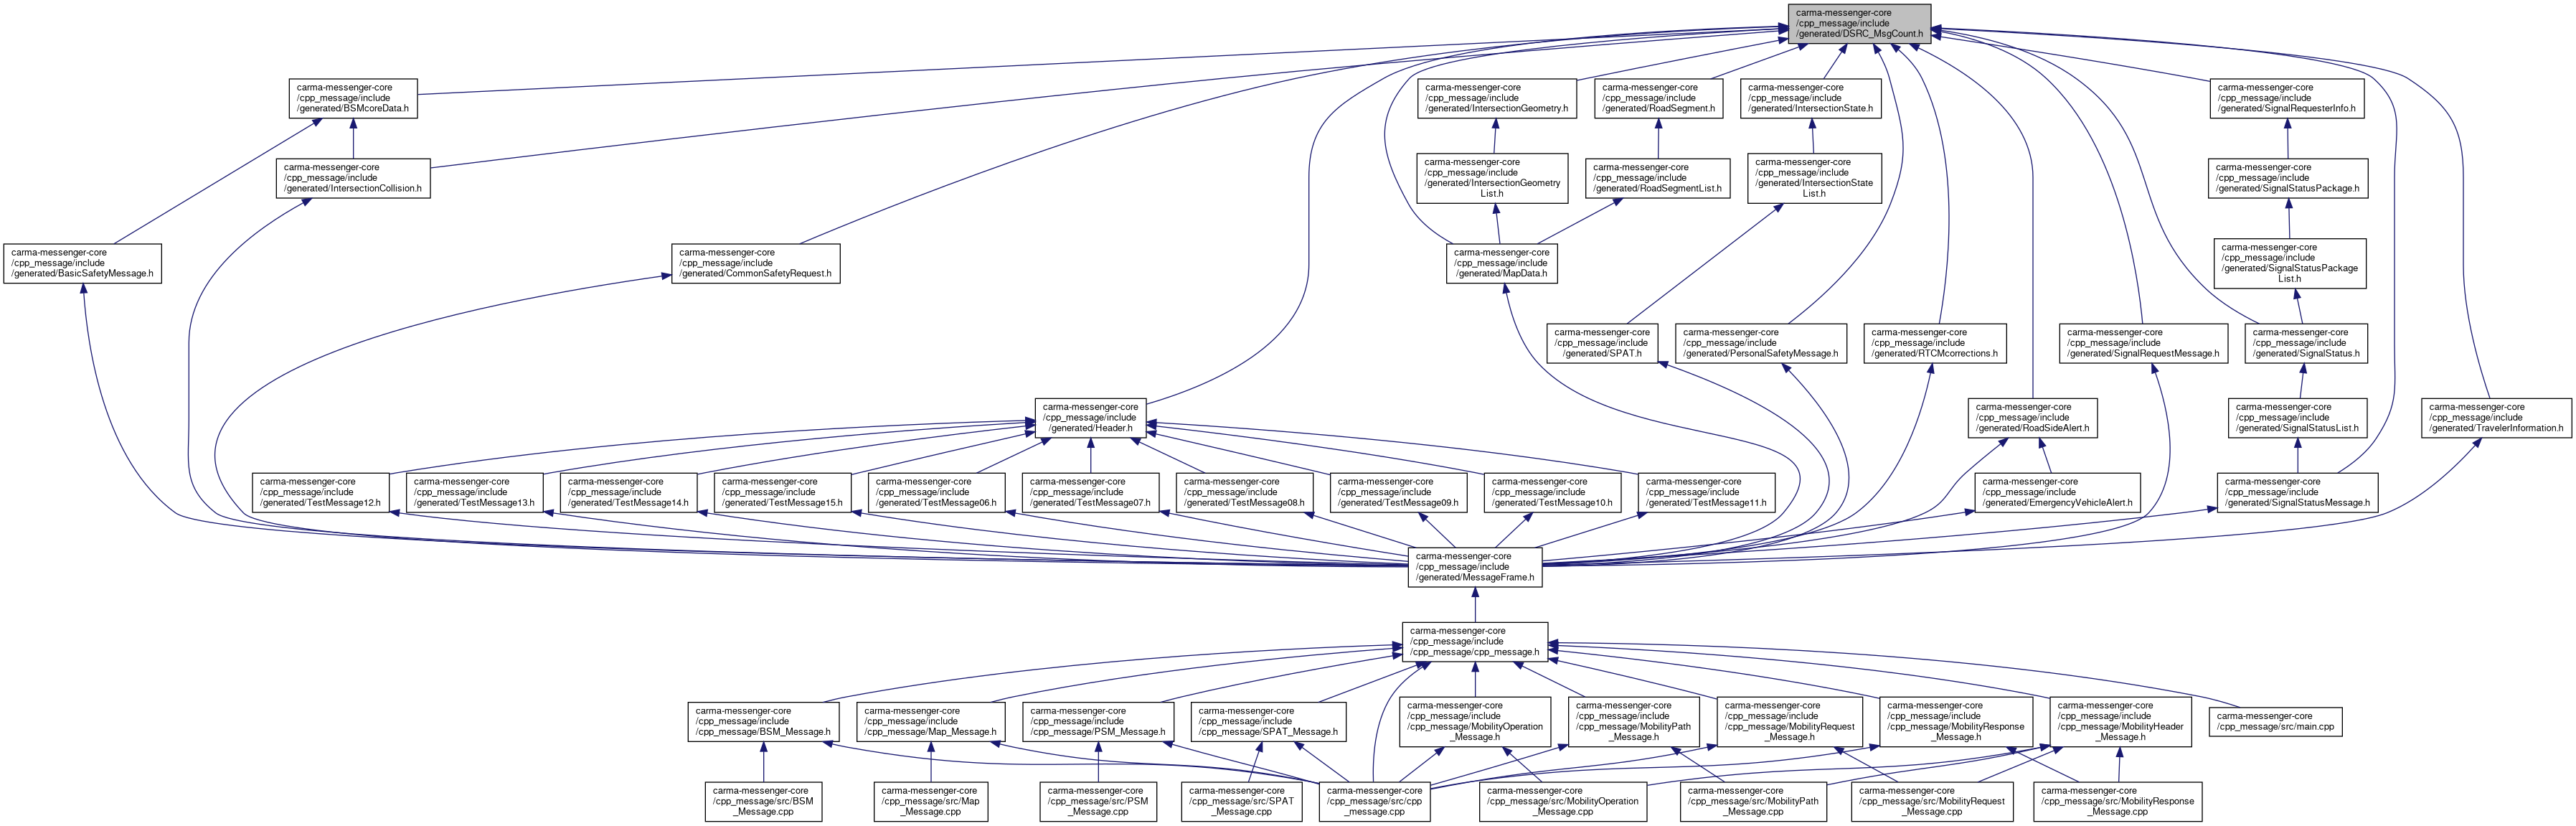 carma-messenger-core
/cpp_message/include
/generated/DSRC_MsgCount.h
carma-messenger-core
/cpp_message/include
/generated/BSMcoreData.h
carma-messenger-core
/cpp_message/include
/generated/IntersectionGeometry.h
carma-messenger-core
/cpp_message/include
/generated/RoadSegment.h
carma-messenger-core
/cpp_message/include
/generated/IntersectionState.h
carma-messenger-core
/cpp_message/include
/generated/SignalRequesterInfo.h
carma-messenger-core
/cpp_message/include
/generated/IntersectionCollision.h
carma-messenger-core
/cpp_message/include
/generated/IntersectionGeometry
List.h
carma-messenger-core
/cpp_message/include
/generated/RoadSegmentList.h
carma-messenger-core
/cpp_message/include
/generated/IntersectionState
List.h
carma-messenger-core
/cpp_message/include
/generated/SignalStatusPackage.h
carma-messenger-core
/cpp_message/include
/generated/BasicSafetyMessage.h
carma-messenger-core
/cpp_message/include
/generated/CommonSafetyRequest.h
carma-messenger-core
/cpp_message/include
/generated/MapData.h
carma-messenger-core
/cpp_message/include
/generated/SignalStatusPackage
List.h
carma-messenger-core
/cpp_message/include
/generated/SPAT.h
carma-messenger-core
/cpp_message/include
/generated/PersonalSafetyMessage.h
carma-messenger-core
/cpp_message/include
/generated/RTCMcorrections.h
carma-messenger-core
/cpp_message/include
/generated/SignalRequestMessage.h
carma-messenger-core
/cpp_message/include
/generated/SignalStatus.h
carma-messenger-core
/cpp_message/include
/generated/Header.h
carma-messenger-core
/cpp_message/include
/generated/RoadSideAlert.h
carma-messenger-core
/cpp_message/include
/generated/SignalStatusList.h
carma-messenger-core
/cpp_message/include
/generated/TravelerInformation.h
carma-messenger-core
/cpp_message/include
/generated/TestMessage12.h
carma-messenger-core
/cpp_message/include
/generated/TestMessage13.h
carma-messenger-core
/cpp_message/include
/generated/TestMessage14.h
carma-messenger-core
/cpp_message/include
/generated/TestMessage15.h
carma-messenger-core
/cpp_message/include
/generated/TestMessage06.h
carma-messenger-core
/cpp_message/include
/generated/TestMessage07.h
carma-messenger-core
/cpp_message/include
/generated/TestMessage08.h
carma-messenger-core
/cpp_message/include
/generated/TestMessage09.h
carma-messenger-core
/cpp_message/include
/generated/TestMessage10.h
carma-messenger-core
/cpp_message/include
/generated/TestMessage11.h
carma-messenger-core
/cpp_message/include
/generated/EmergencyVehicleAlert.h
carma-messenger-core
/cpp_message/include
/generated/SignalStatusMessage.h
carma-messenger-core
/cpp_message/include
/generated/MessageFrame.h
carma-messenger-core
/cpp_message/include
/cpp_message/cpp_message.h
carma-messenger-core
/cpp_message/include
/cpp_message/BSM_Message.h
carma-messenger-core
/cpp_message/include
/cpp_message/Map_Message.h
carma-messenger-core
/cpp_message/include
/cpp_message/PSM_Message.h
carma-messenger-core
/cpp_message/include
/cpp_message/SPAT_Message.h
carma-messenger-core
/cpp_message/include
/cpp_message/MobilityOperation
_Message.h
carma-messenger-core
/cpp_message/include
/cpp_message/MobilityPath
_Message.h
carma-messenger-core
/cpp_message/include
/cpp_message/MobilityRequest
_Message.h
carma-messenger-core
/cpp_message/include
/cpp_message/MobilityResponse
_Message.h
carma-messenger-core
/cpp_message/include
/cpp_message/MobilityHeader
_Message.h
carma-messenger-core
/cpp_message/src/main.cpp
carma-messenger-core
/cpp_message/src/BSM
_Message.cpp
carma-messenger-core
/cpp_message/src/Map
_Message.cpp
carma-messenger-core
/cpp_message/src/PSM
_Message.cpp
carma-messenger-core
/cpp_message/src/SPAT
_Message.cpp
carma-messenger-core
/cpp_message/src/cpp
_message.cpp
carma-messenger-core
/cpp_message/src/MobilityOperation
_Message.cpp
carma-messenger-core
/cpp_message/src/MobilityPath
_Message.cpp
carma-messenger-core
/cpp_message/src/MobilityRequest
_Message.cpp
carma-messenger-core
/cpp_message/src/MobilityResponse
_Message.cpp